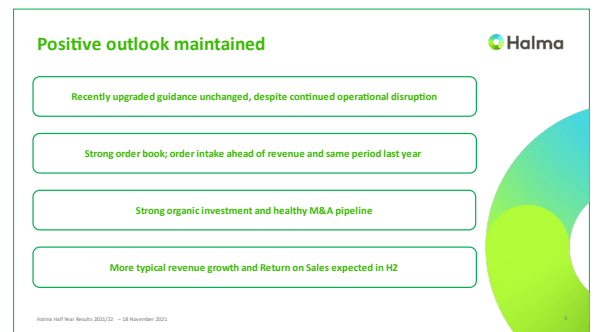 Positive outlook maintained
Halma
Recently upgraded guidance unchanged, despite continued operational disruption
Strong order book; order intake ahead of revenue and same period last year
Strong organic investment and healthy M&A pipeline
More typical revenue growth and Return on Sales expected in H2
Halma Half Year Results 2021/22 – 18 November 2021